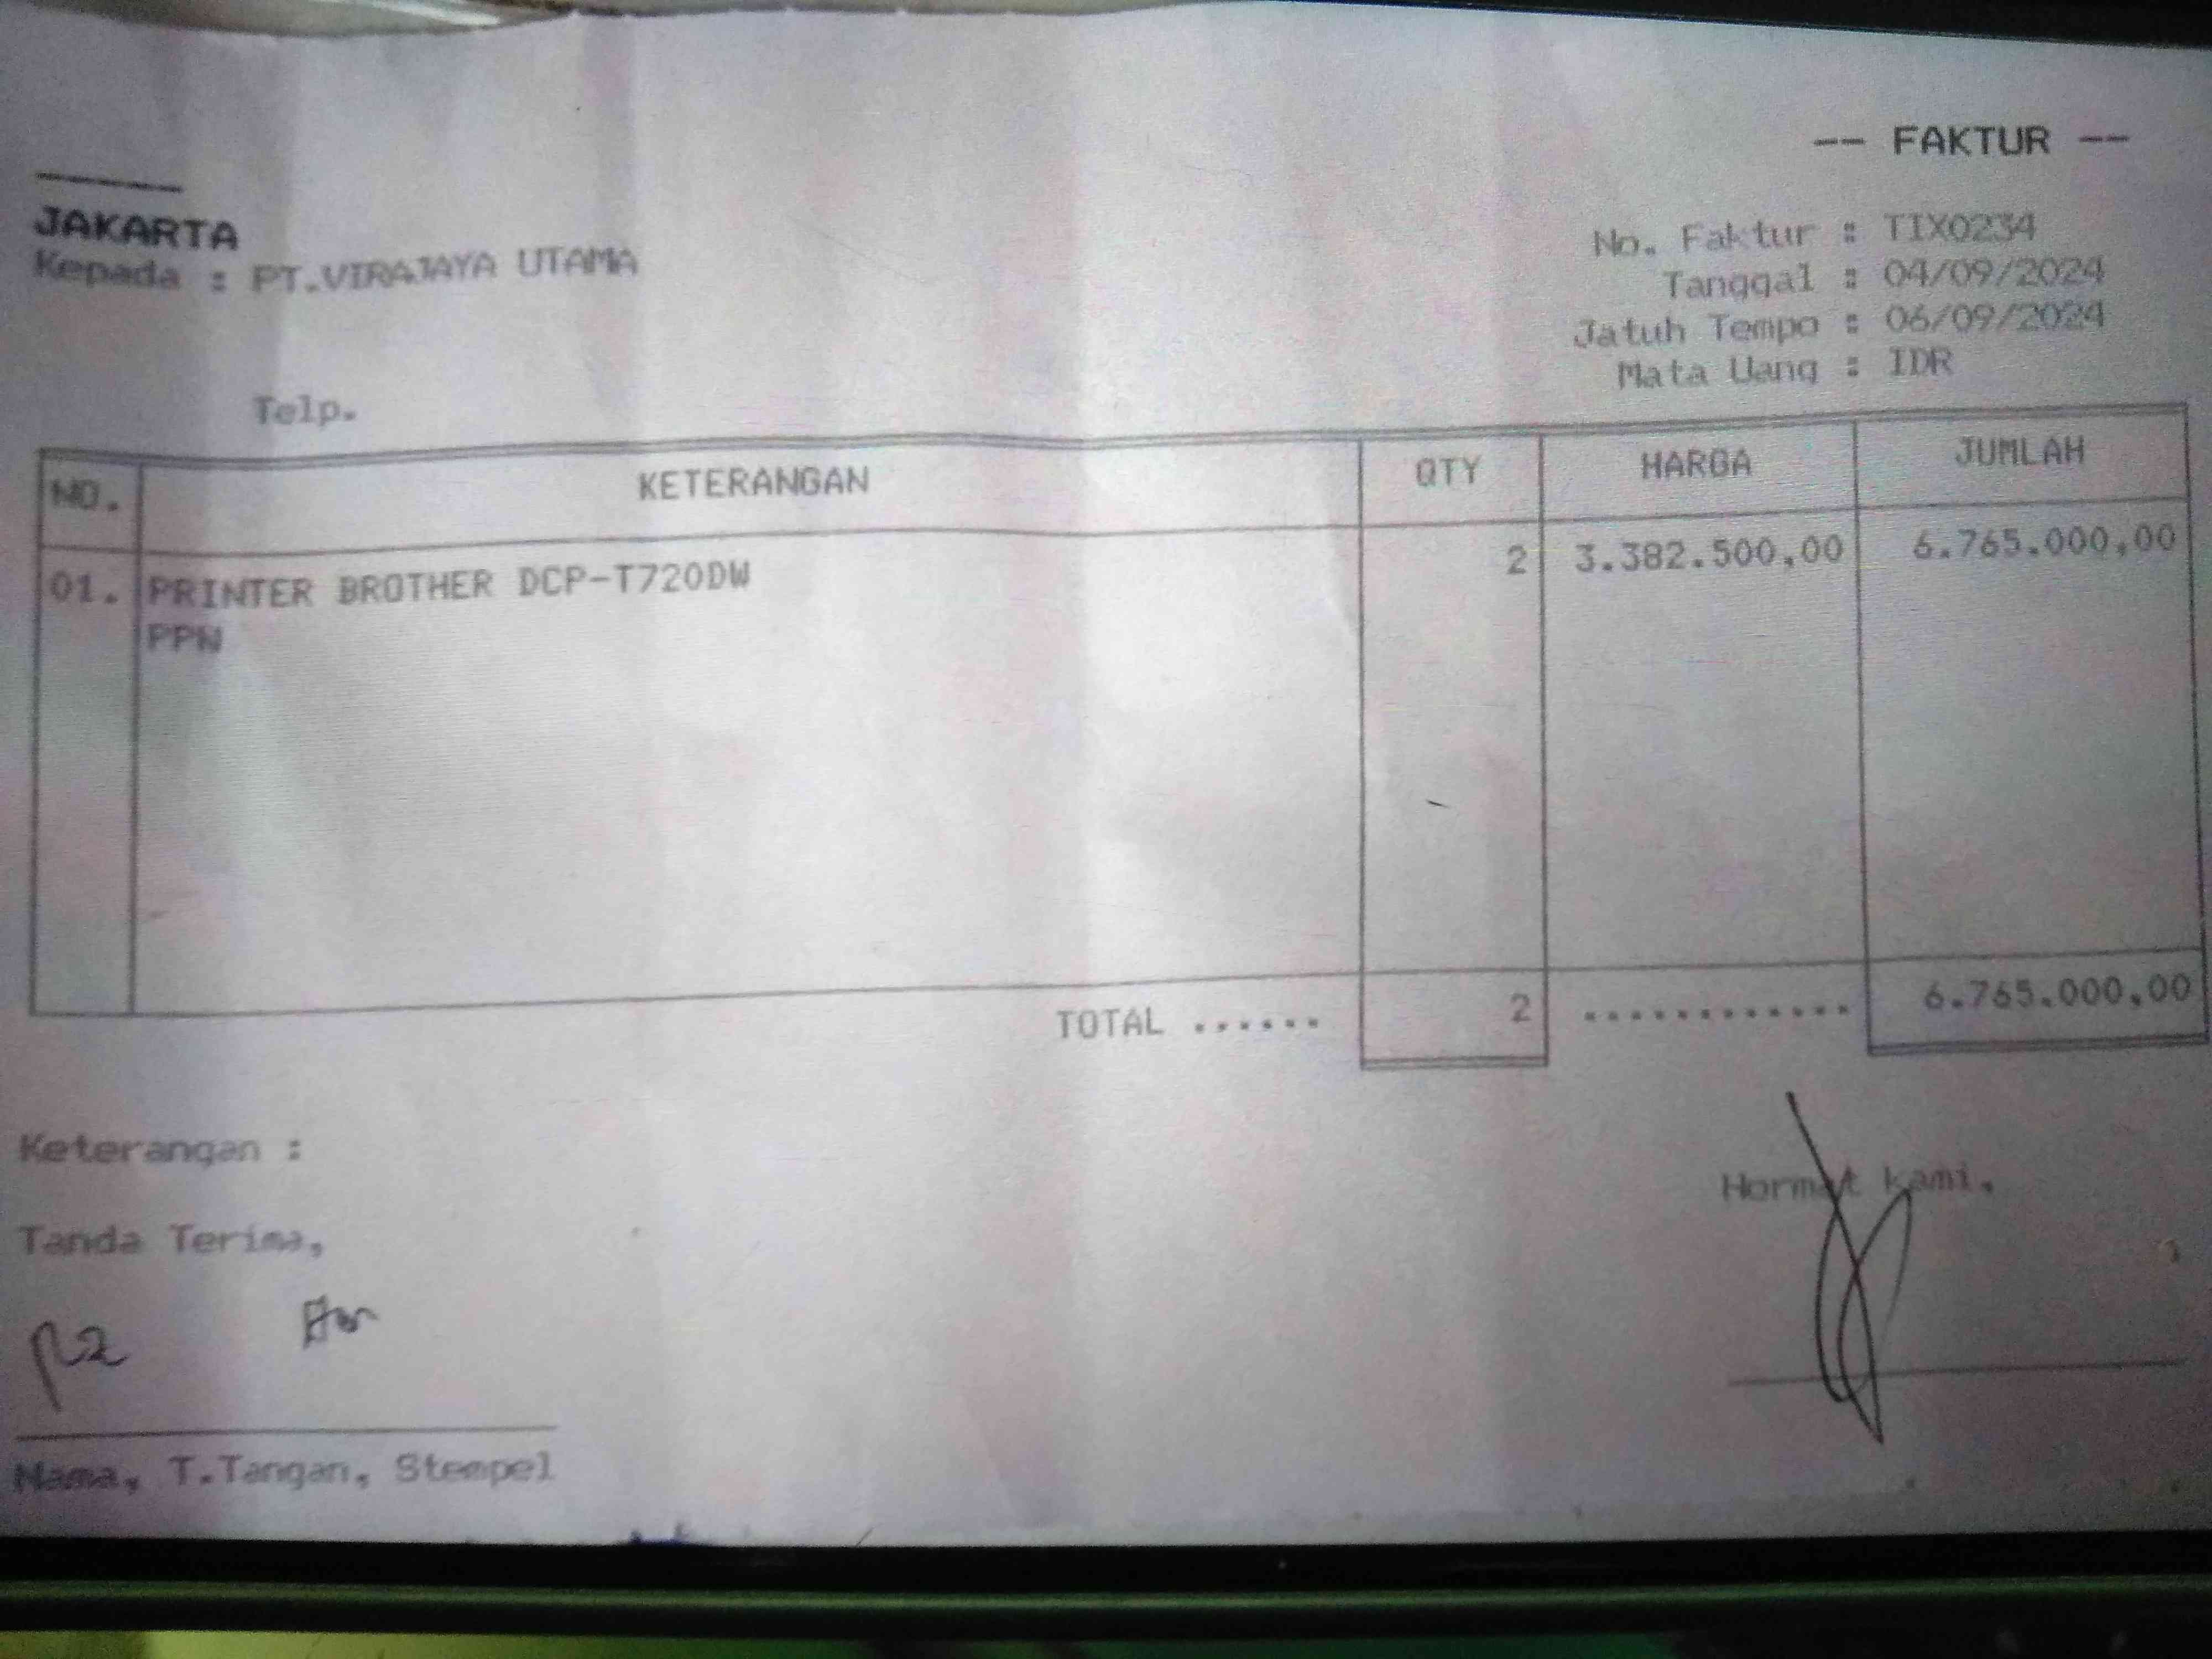 -- FAKTUR --
JAKARTA
Kepada : PT.VIRAJAYA UTAMA
Telp.
No. Faktur : TIX0234
Tanggal : 04/09/2024
Jatuh Tempo : 06/09/2024
Mata Uang : IDR
NO. KETERANGAN QTY HARGA JUMLAH
01. PRINTER BROTHER DCP-T720DW 2 3.382.500,00 6.765.000,00
PPN
TOTAL ...... 2 ............ 6.765.000,00
Keterangan :
Tanda Terima,
Hormat kami,
Nama, T.Tangan, Stempel